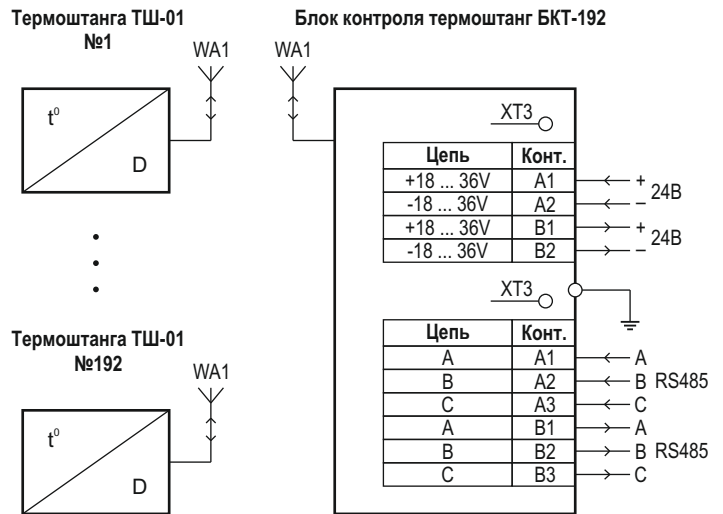 Термоштанга ТШ-01
№1
WA1
t⁰
D
Термоштанга ТШ-01
№192
WA1
t⁰
D
Блок контроля термоштанг БКТ-192
WA1
XT3
Цепь Конт.
+18 ... 36V A1 +
-18 ... 36V A2 –
24В
+18 ... 36V B1 +
-18 ... 36V B2 –
24В
XT3
Цепь Конт.
A A1 A
B A2 B RS485
C A3 C
A B1 A
B B2 B RS485
C B3 C